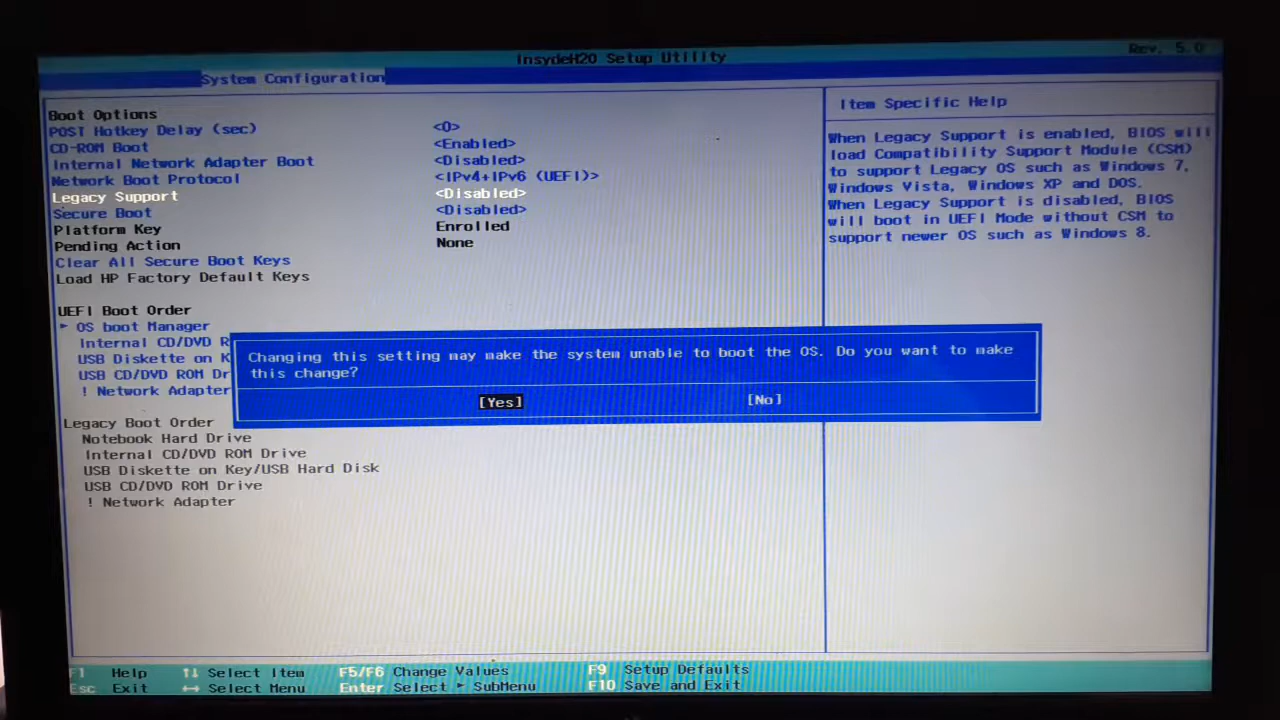 InsydeH20 Setup Utility
Rev. 5.0
System Configuration
Boot Options
POST Hotkey Delay (sec) <0>
CD-ROM Boot <Enabled>
Internal Network Adapter Boot <Disabled>
Network Boot Protocol <IPv4+IPv6 (UEFI)>
Legacy Support <Disabled>
Secure Boot <Disabled>
Platform Key Enrolled
Pending Action None
Clear All Secure Boot Keys
Load HP Factory Default Keys
UEFI Boot Order
► OS boot Manager
Internal CD/DVD R
USB Diskette on K
USB CD/DVD ROM Dr
! Network Adapter
Legacy Boot Order
Notebook Hard Drive
Internal CD/DVD ROM Drive
USB Diskette on Key/USB Hard Disk
USB CD/DVD ROM Drive
! Network Adapter
Changing this setting may make the system unable to boot the OS. Do you want to make
this change?
[Yes] [No]
Item Specific Help
When Legacy Support is enabled, BIOS will
load Compatibility Support Module (CSM)
to support Legacy OS such as Windows 7,
Windows Vista, Windows XP and DOS.
When Legacy Support is disabled, BIOS
will boot in UEFI Mode without CSM to
support newer OS such as Windows 8.
F1 Help ↑↓ Select Item F5/F6 Change Values F9 Setup Defaults
Esc Exit ↔ Select Menu Enter Select ► SubMenu F10 Save and Exit